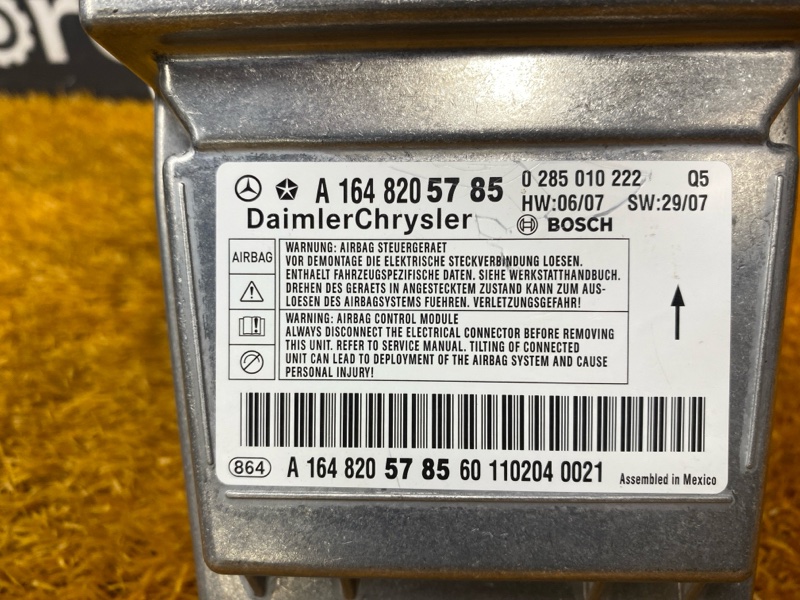 or
A 164 820 57 85
0 285 010 222 Q5
HW:06/07 SW:29/07
DaimlerChrysler
BOSCH
AIRBAG
WARNUNG: AIRBAG STEUERGERAET
VOR DEMONTAGE DIE ELEKTRISCHE STECKVERBINDUNG LOESEN.
ENTHAELT FAHRZEUGSPEZIFISCHE DATEN. SIEHE WERKSTATTHANDBUCH.
DREHEN DES GERAETS IN ANGESTECKTEM ZUSTAND KANN ZUM AUS-
LOESEN DES AIRBAGSYSTEMS FUEHREN. VERLETZUNGSGEFAHR!
WARNING: AIRBAG CONTROL MODULE
ALWAYS DISCONNECT THE ELECTRICAL CONNECTOR BEFORE REMOVING
THIS UNIT. REFER TO SERVICE MANUAL. TILTING OF CONNECTED
UNIT CAN LEAD TO DEPLOYMENT OF THE AIRBAG SYSTEM AND CAUSE
PERSONAL INJURY!
864 A 164 820 57 85 60 110204 0021 Assembled in Mexico